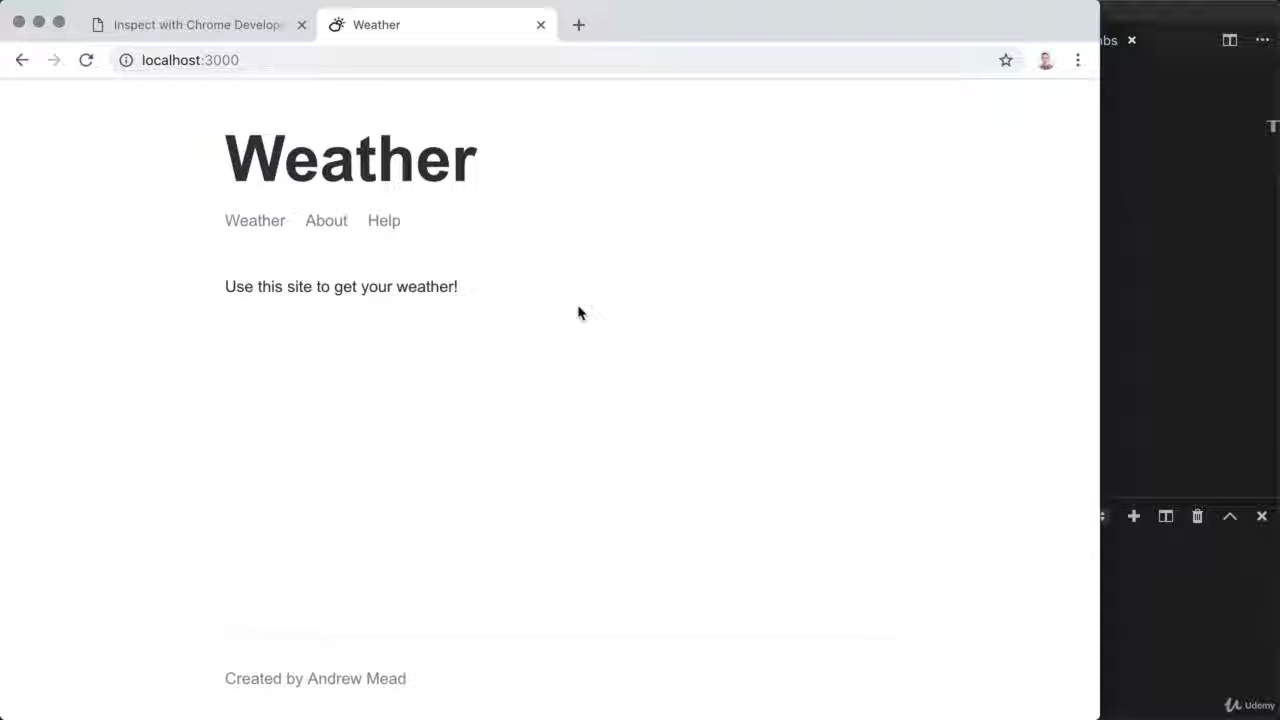 Inspect with Chrome Develop
Weather
bs
localhost:3000
Weather
Weather About Help
Use this site to get your weather!
Created by Andrew Mead
Udemy